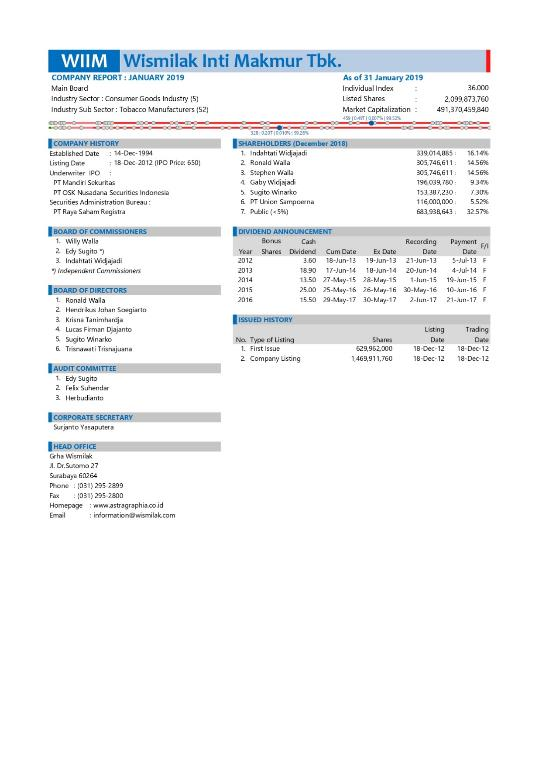 WIIM Wismilak Inti Makmur Tbk.
COMPANY REPORT : JANUARY 2019 As of 31 January 2019
Main Board Individual Index : 36.000
Industry Sector : Consumer Goods Industry (5) Listed Shares : 2,099,873,760
Industry Sub Sector : Tobacco Manufacturers (52) Market Capitalization : 491,370,459,840
459 | 0.49T | 0.007% | 99.52%
328 | 0.20T | 0.010% | 99.26%
COMPANY HISTORY
Established Date : 14-Dec-1994
Listing Date : 18-Dec-2012 (IPO Price: 650)
Underwriter IPO :
PT Mandiri Sekuritas
PT OSK Nusadana Securities Indonesia
Securities Administration Bureau :
PT Raya Saham Registra
SHAREHOLDERS (December 2018)
1. Indahtati Widjajadi 339,014,885 : 16.14%
2. Ronald Walla 305,746,611 : 14.56%
3. Stephen Walla 305,746,611 : 14.56%
4. Gaby Widjajadi 196,039,780 : 9.34%
5. Sugito Winarko 153,387,230 : 7.30%
6. PT Union Sampoerna 116,000,000 : 5.52%
7. Public (<5%) 683,938,643 : 32.57%
BOARD OF COMMISSIONERS
1. Willy Walla
2. Edy Sugito *)
3. Indahtati Widjajadi
*) Independent Commissioners
DIVIDEND ANNOUNCEMENT
Bonus Cash Recording Payment F/I
Year Shares Dividend Cum Date Ex Date Date Date
2012 3.60 18-Jun-13 19-Jun-13 21-Jun-13 5-Jul-13 F
2013 18.90 17-Jun-14 18-Jun-14 20-Jun-14 4-Jul-14 F
2014 13.50 27-May-15 28-May-15 1-Jun-15 19-Jun-15 F
2015 25.00 25-May-16 26-May-16 30-May-16 10-Jun-16 F
2016 15.50 29-May-17 30-May-17 2-Jun-17 21-Jun-17 F
BOARD OF DIRECTORS
1. Ronald Walla
2. Hendrikus Johan Soegiarto
3. Krisna Tanimhardja
4. Lucas Firman Djajanto
5. Sugito Winarko
6. Trisnawati Trisnajuana
ISSUED HISTORY
Listing Trading
No. Type of Listing Shares Date Date
1. First Issue 629,962,000 18-Dec-12 18-Dec-12
2. Company Listing 1,469,911,760 18-Dec-12 18-Dec-12
AUDIT COMMITTEE
1. Edy Sugito
2. Felix Suhendar
3. Herbudianto
CORPORATE SECRETARY
Surjanto Yasaputera
HEAD OFFICE
Grha Wismilak
Jl. Dr.Sutomo 27
Surabaya 60264
Phone : (031) 295-2899
Fax : (031) 295-2800
Homepage : www.astragraphia.co.id
Email : information@wismilak.com